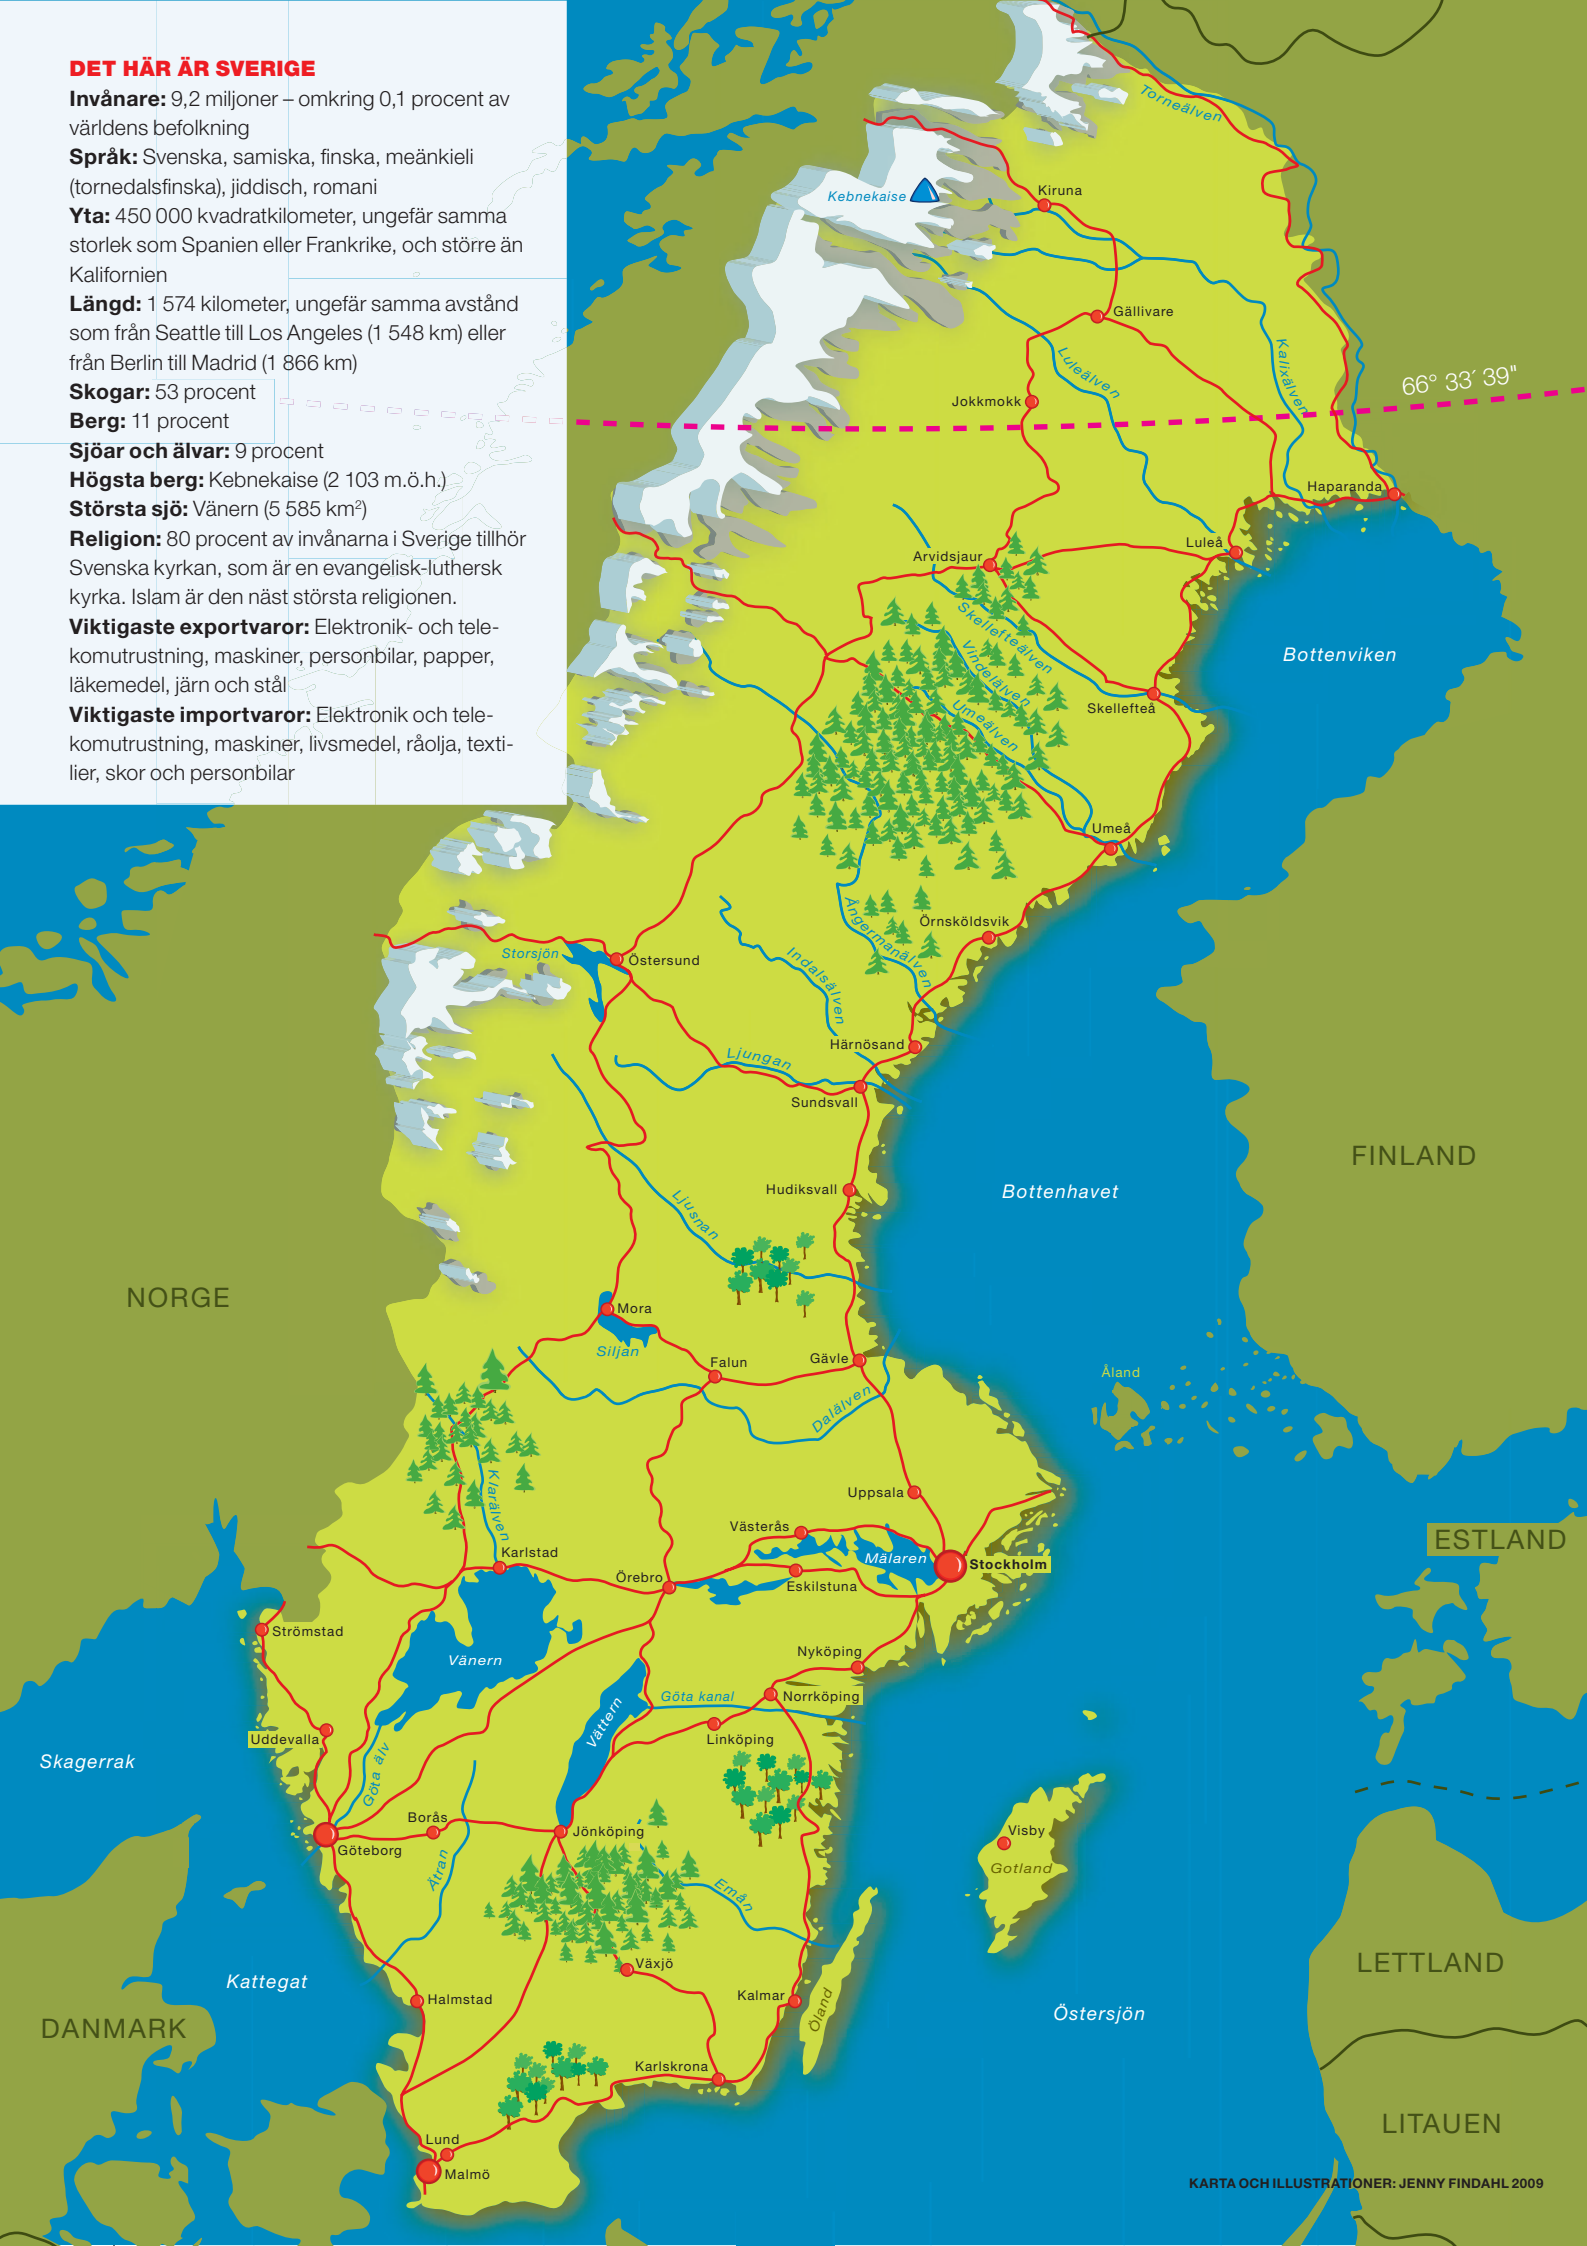 DET HÄR ÄR SVERIGE
Invånare: 9,2 miljoner – omkring 0,1 procent av
världens befolkning
Språk: Svenska, samiska, finska, meänkieli
(tornedalsfinska), jiddisch, romani
Yta: 450 000 kvadratkilometer, ungefär samma
storlek som Spanien eller Frankrike, och större än
Kalifornien
Längd: 1 574 kilometer, ungefär samma avstånd
som från Seattle till Los Angeles (1 548 km) eller
från Berlin till Madrid (1 866 km)
Skogar: 53 procent
Berg: 11 procent
Sjöar och älvar: 9 procent
Högsta berg: Kebnekaise (2 103 m.ö.h.)
Största sjö: Vänern (5 585 km²)
Religion: 80 procent av invånarna i Sverige tillhör
Svenska kyrkan, som är en evangelisk-luthersk
kyrka. Islam är den näst största religionen.
Viktigaste exportvaror: Elektronik- och tele-
komutrustning, maskiner, personbilar, papper,
läkemedel, järn och stål
Viktigaste importvaror: Elektronik och tele-
komutrustning, maskiner, livsmedel, råolja, texti-
lier, skor och personbilar
Torneälven
Kebnekaise
Kiruna
Gällivare
Luleälven
Kalixälven
66° 33´ 39"
Jokkmokk
Haparanda
Luleå
Arvidsjaur
Skellefteälven
Vindelälven
Umeälven
Bottenviken
Skellefteå
Umeå
Ångermanälven
Örnsköldsvik
Storsjön
Östersund
Indalsälven
Härnösand
Ljungan
Sundsvall
FINLAND
Hudiksvall
Bottenhavet
Ljusnan
NORGE
Mora
Siljan
Falun
Gävle
Åland
Dalälven
Klarälven
Uppsala
Västerås
ESTLAND
Karlstad
Mälaren
Stockholm
Örebro
Eskilstuna
Strömstad
Vänern
Nyköping
Göta kanal
Norrköping
Vättern
Uddevalla
Linköping
Skagerrak
Göta älv
Borås
Jönköping
Visby
Göteborg
Gotland
Ätran
Emån
LETTLAND
Växjö
Kattegat
Halmstad
Kalmar
Öland
Östersjön
DANMARK
Karlskrona
LITAUEN
Lund
Malmö
KARTA OCH ILLUSTRATIONER: JENNY FINDAHL 2009